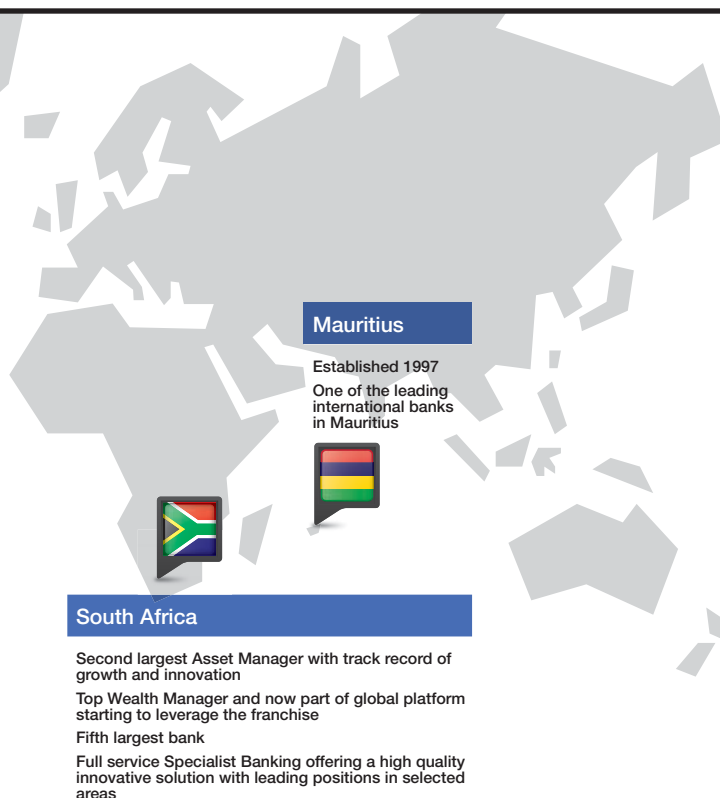 Mauritius
Established 1997
One of the leading
international banks
in Mauritius
South Africa
Second largest Asset Manager with track record of
growth and innovation
Top Wealth Manager and now part of global platform
starting to leverage the franchise
Fifth largest bank
Full service Specialist Banking offering a high quality
innovative solution with leading positions in selected
areas